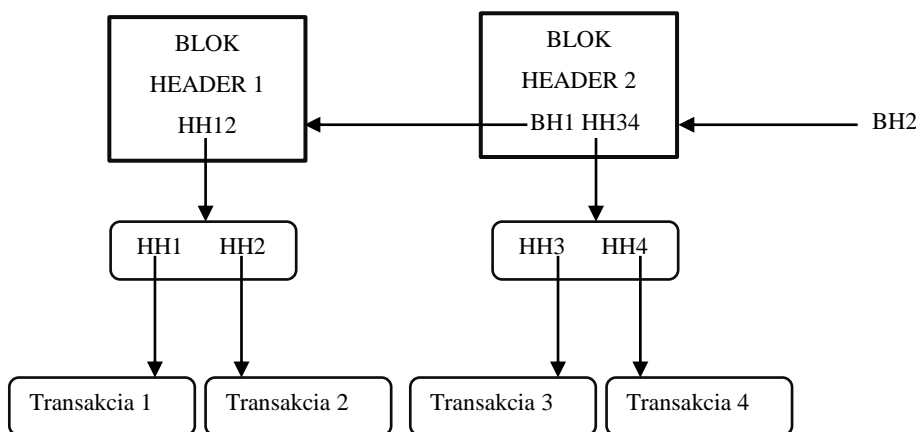 BLOK
HEADER 1
HH12
BLOK
HEADER 2
BH1 HH34
BH2
HH1 HH2
HH3 HH4
Transakcia 1
Transakcia 2
Transakcia 3
Transakcia 4